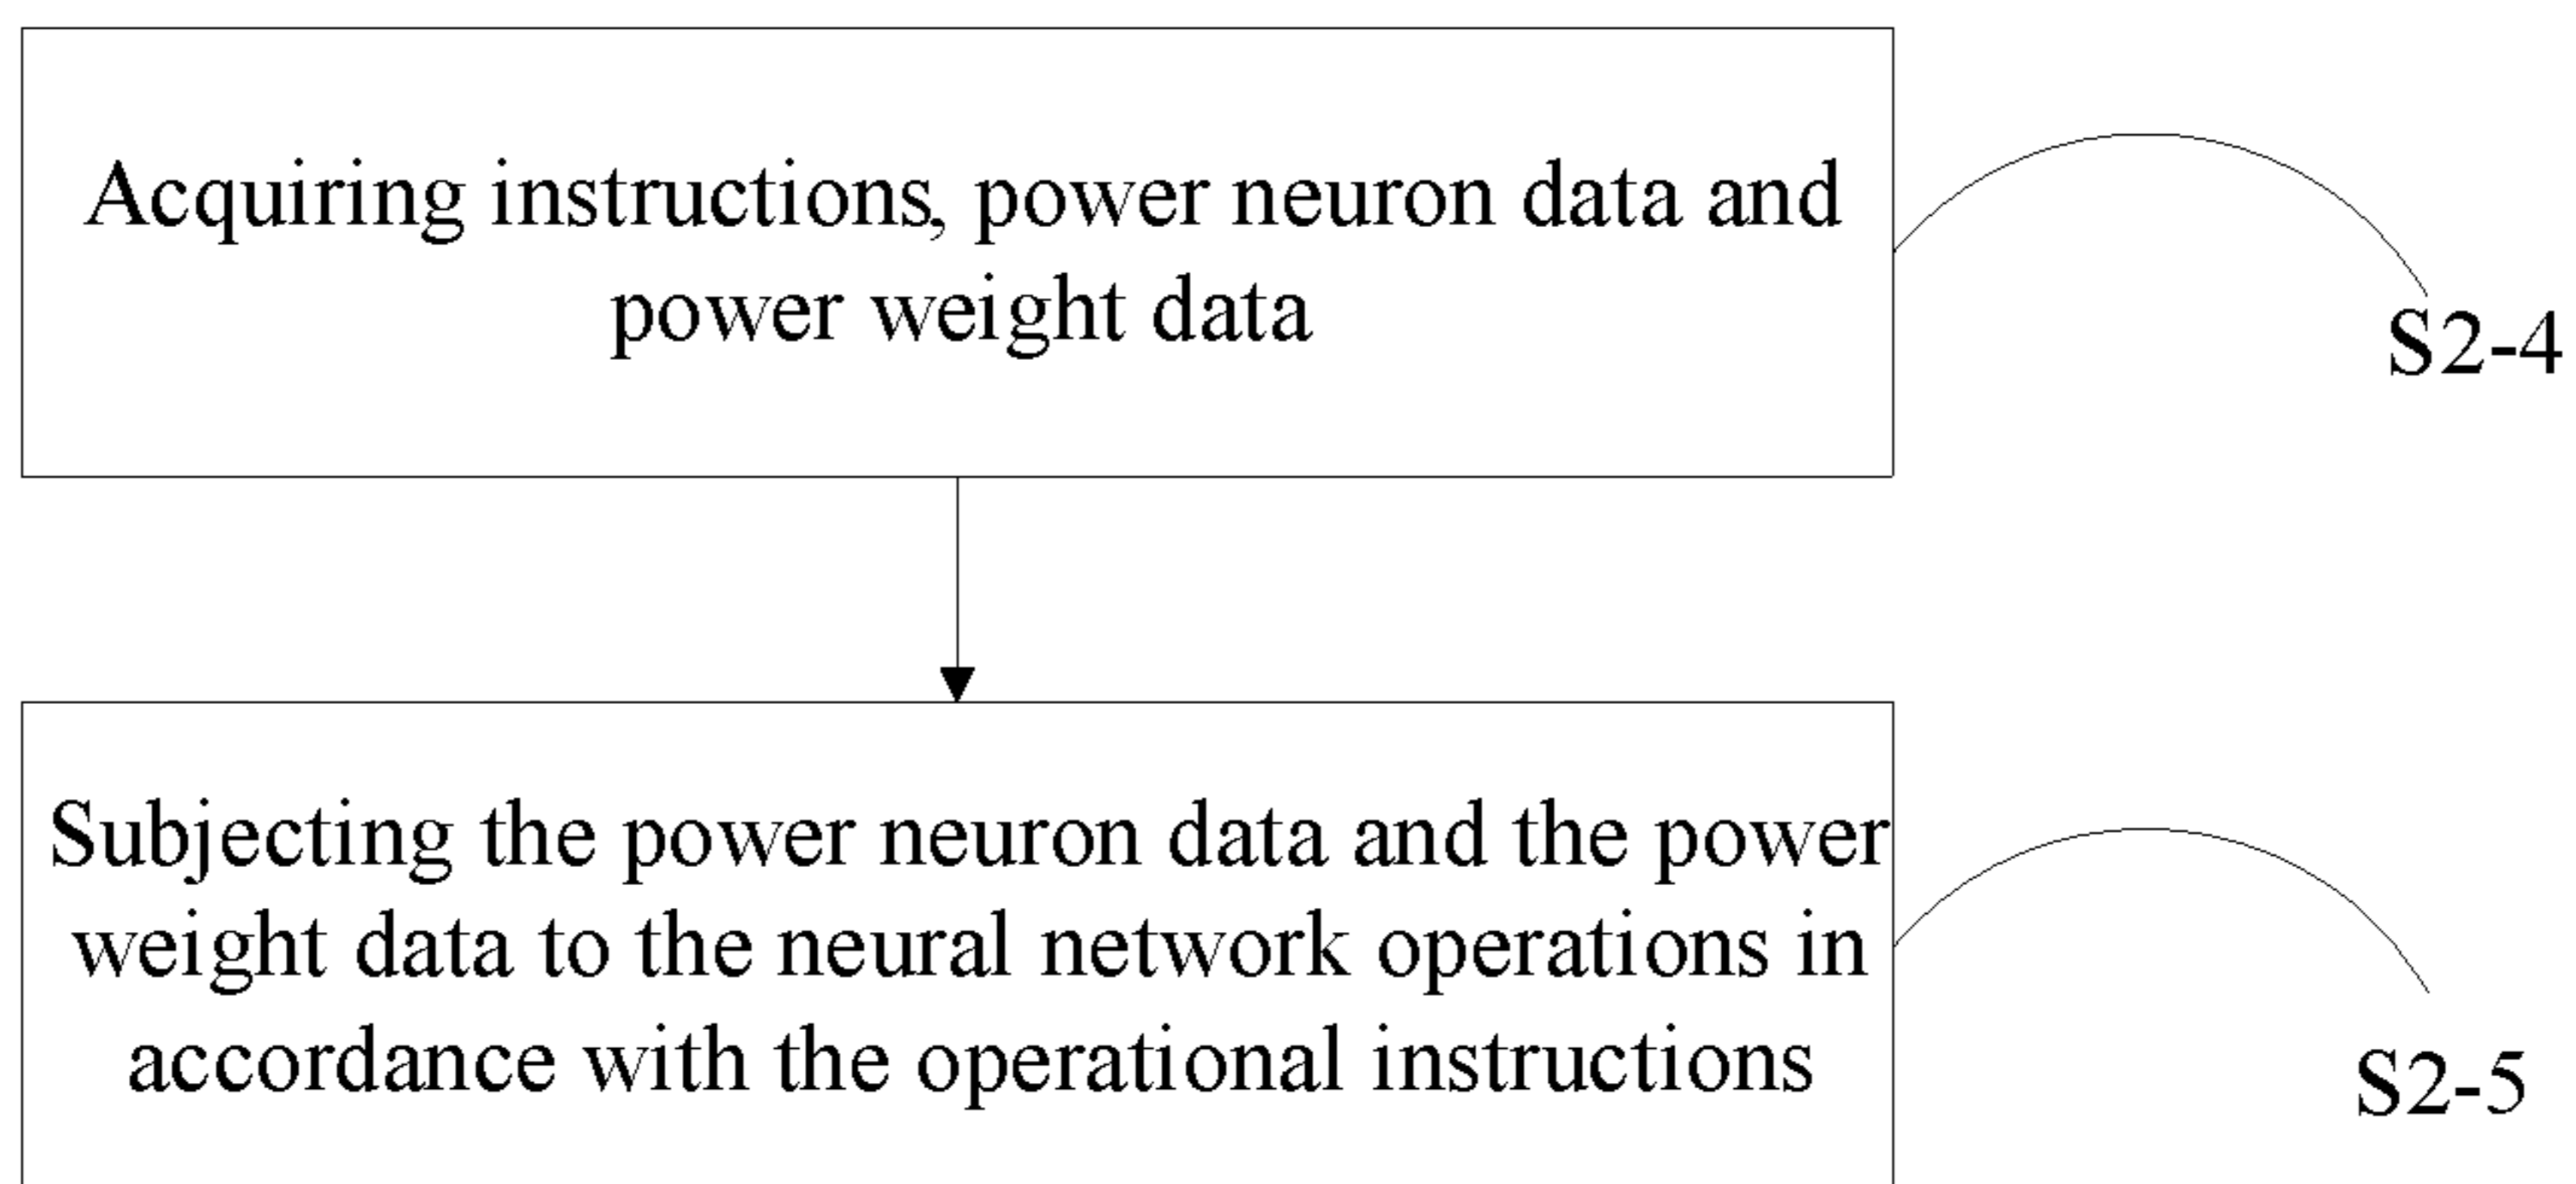 Acquiring instructions, power neuron data and
power weight data
S2-4
Subjecting the power neuron data and the power
weight data to the neural network operations in
accordance with the operational instructions
S2-5